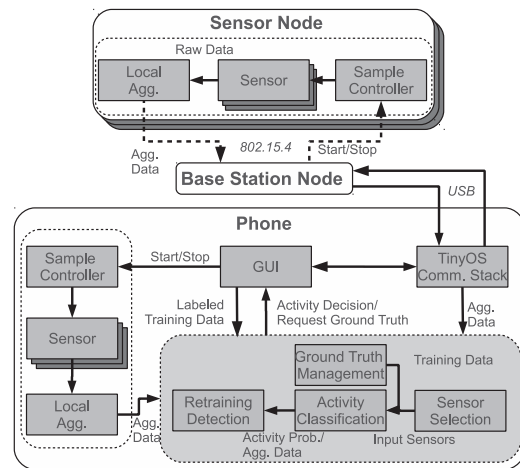 Sensor Node
Raw Data
Local
Agg.
Sensor
Sample
Controller
Agg.
Data
802.15.4
Start/Stop
Base Station Node
USB
Phone
Sample
Controller
Start/Stop
GUI
TinyOS
Comm. Stack
Labeled
Training Data
Activity Decision/
Request Ground Truth
Agg.
Data
Sensor
Ground Truth
Management
Training Data
Local
Agg.
Agg.
Data
Retraining
Detection
Activity
Classification
Sensor
Selection
Activity Prob./
Agg. Data
Input Sensors